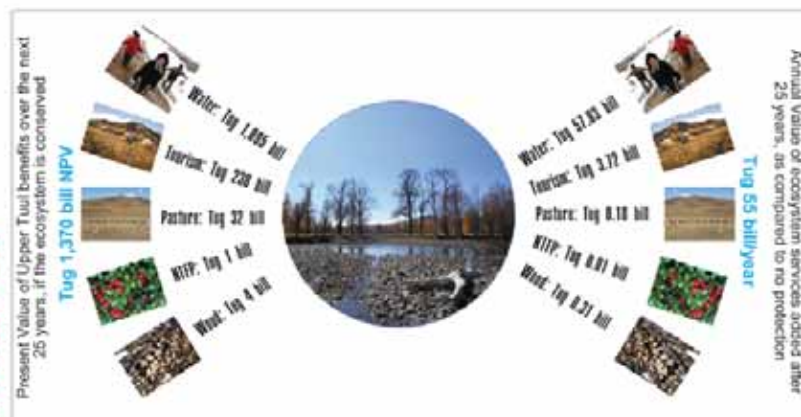 Present Value of Upper Tuul benefits over the next
25 years, if the ecosystem is conserved
Tug 1,370 bill NPV
Water: Tug 1,095 bill
Tourism: Tug 238 bill
Pasture: Tug 32 bill
NTFP: Tug 1 bill
Wood: Tug 4 bill
Water: Tug 57.83 bill
Tourism: Tug 3.72 bill
Pasture: Tug 0.18 bill
NTFP: Tug 0.01 bill
Wood: Tug 0.31 bill
Tug 55 bill/year
Annual value of ecosystem services added after
25 years, as compared to no protection